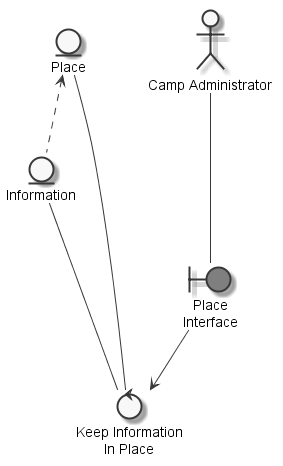 Place
Camp Administrator
Information
Place
Interface
Keep Information
In Place